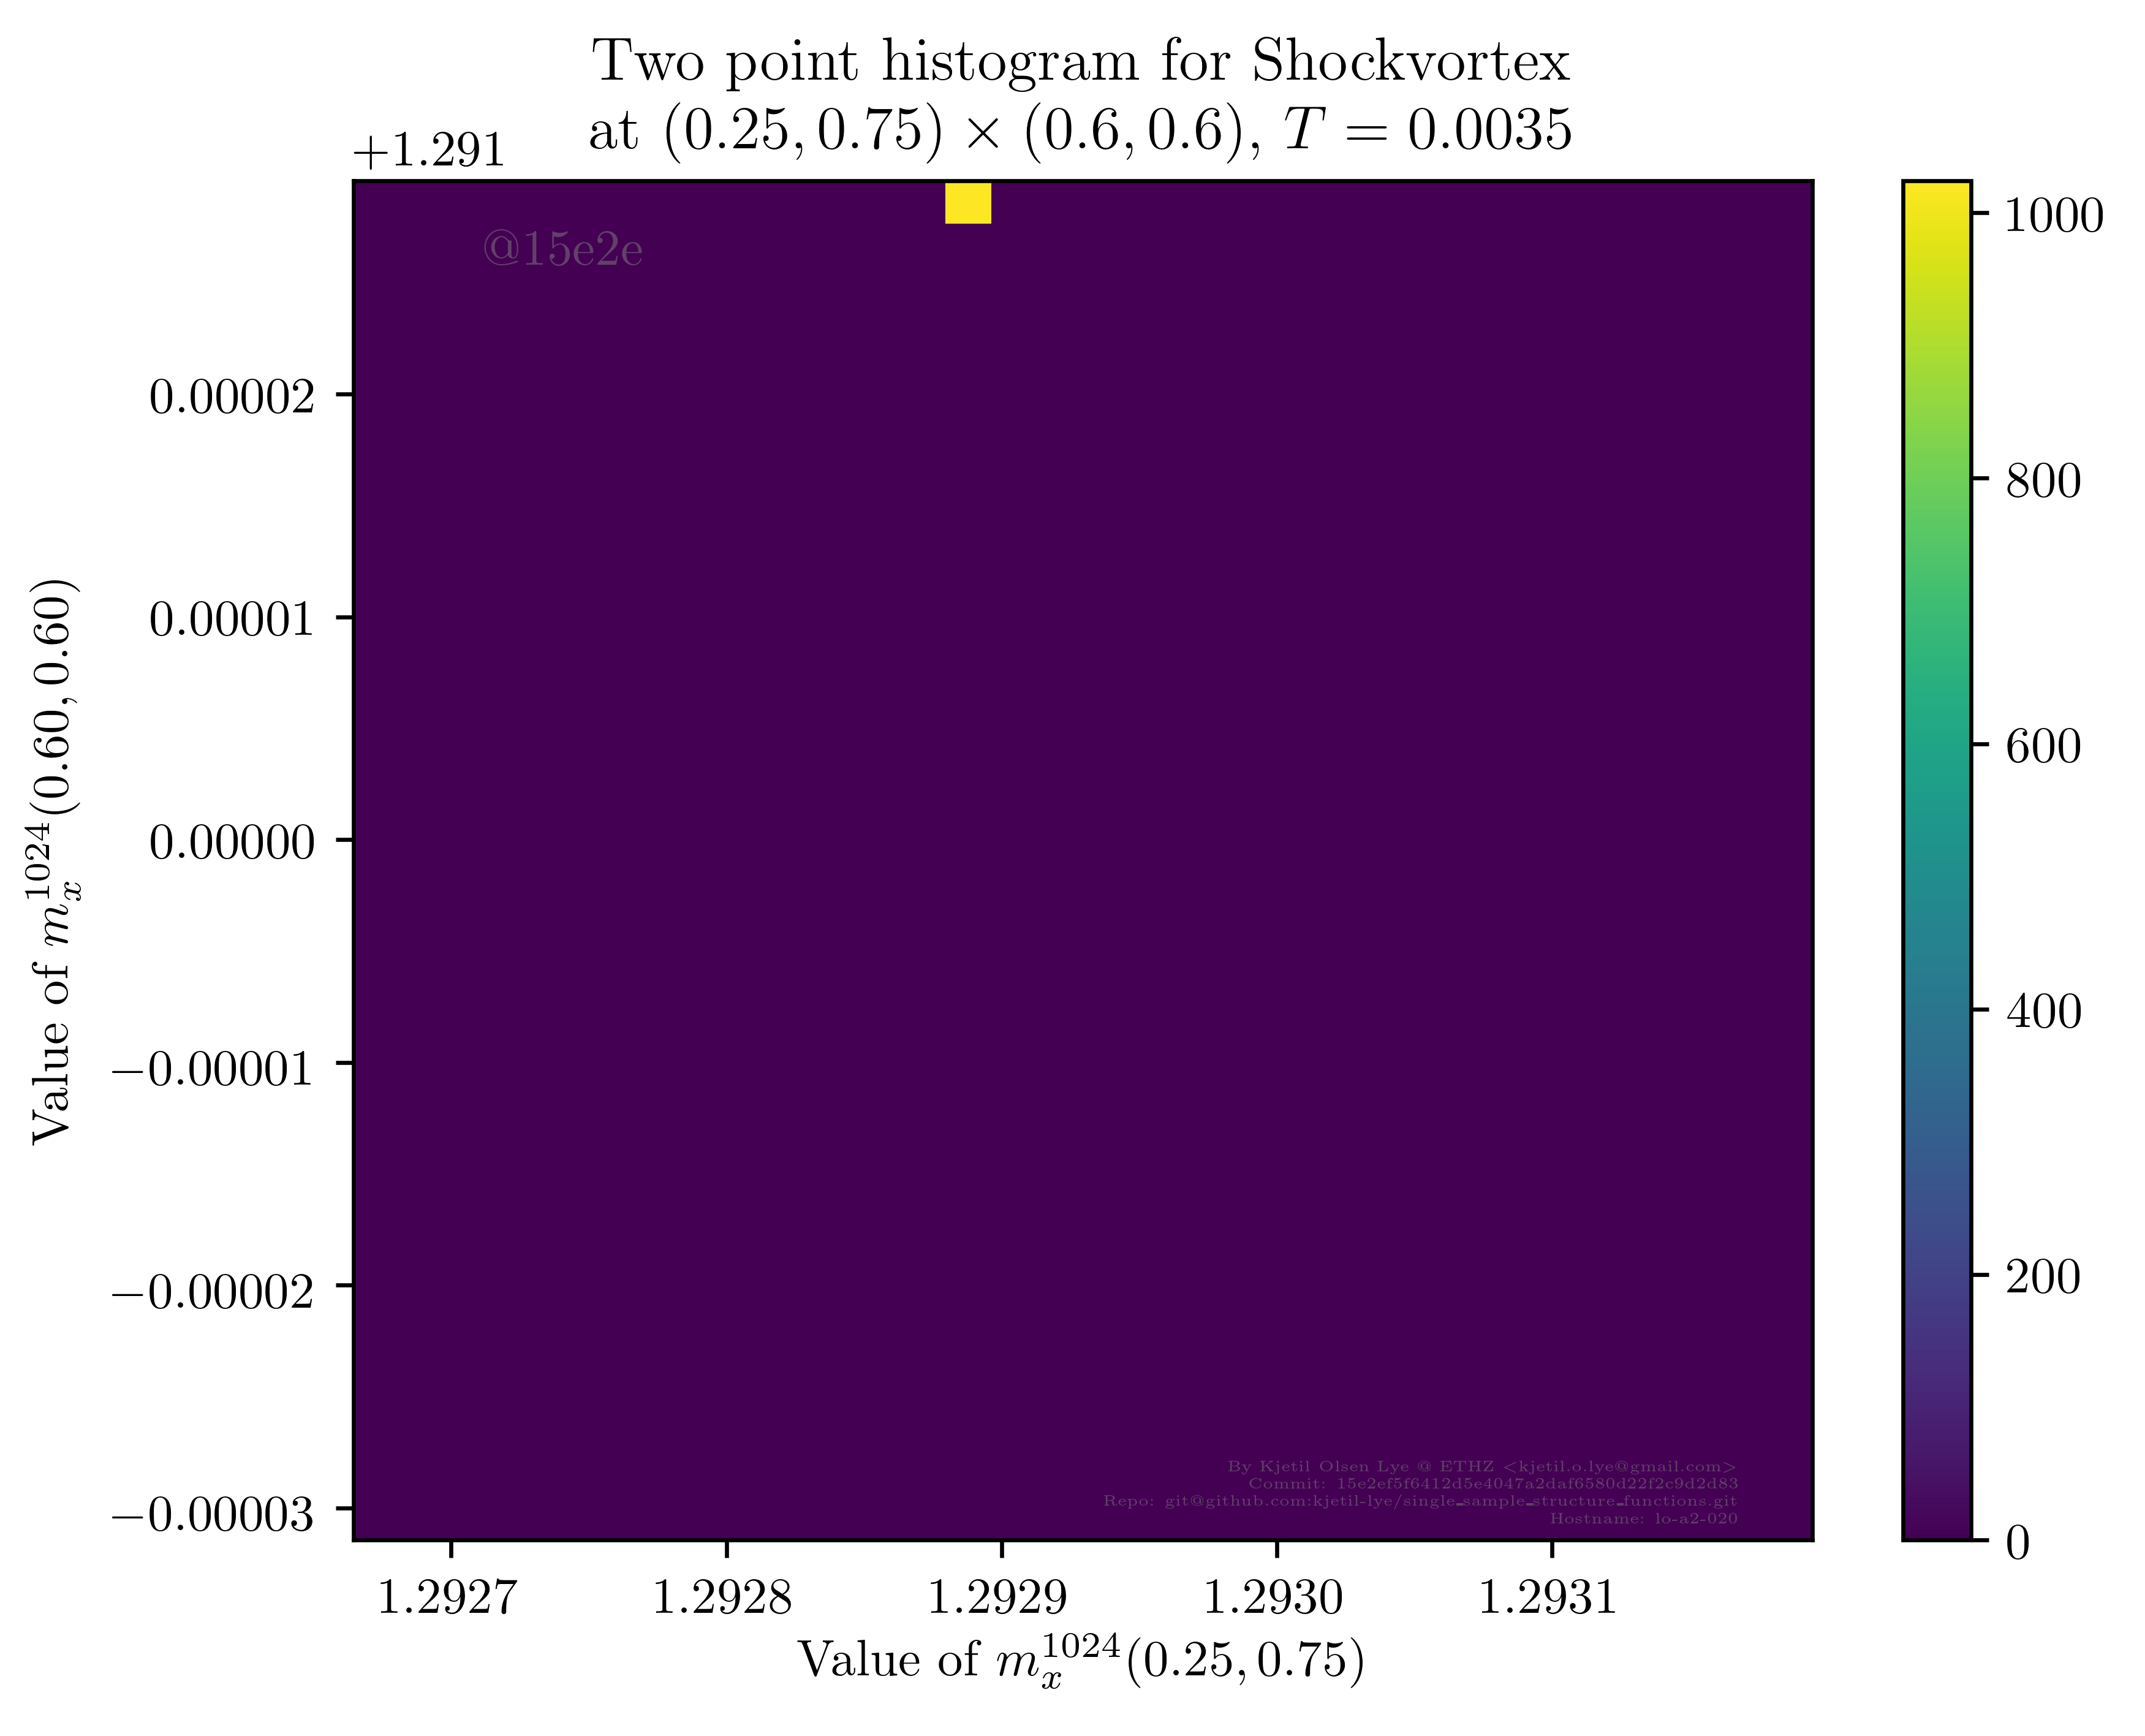 Two point histogram for Shockvortex
at (0.25, 0.75) × (0.6, 0.6), T = 0.0035
+1.291
@15e2e
0.00002
0.00001
0.00000
−0.00001
−0.00002
−0.00003
Value of m_x^1024(0.60, 0.60)
1.2927
1.2928
1.2929
1.2930
1.2931
Value of m_x^1024(0.25, 0.75)
1000
800
600
400
200
0
By Kjetil Olsen Lye @ ETHZ <kjetil.o.lye@gmail.com>
Commit: 15e2ef5f6412d5e4047a2daf6580d22f2c9d2d83
Repo: git@github.com:kjetil-lye/single_sample_structure_functions.git
Hostname: lo-a2-020